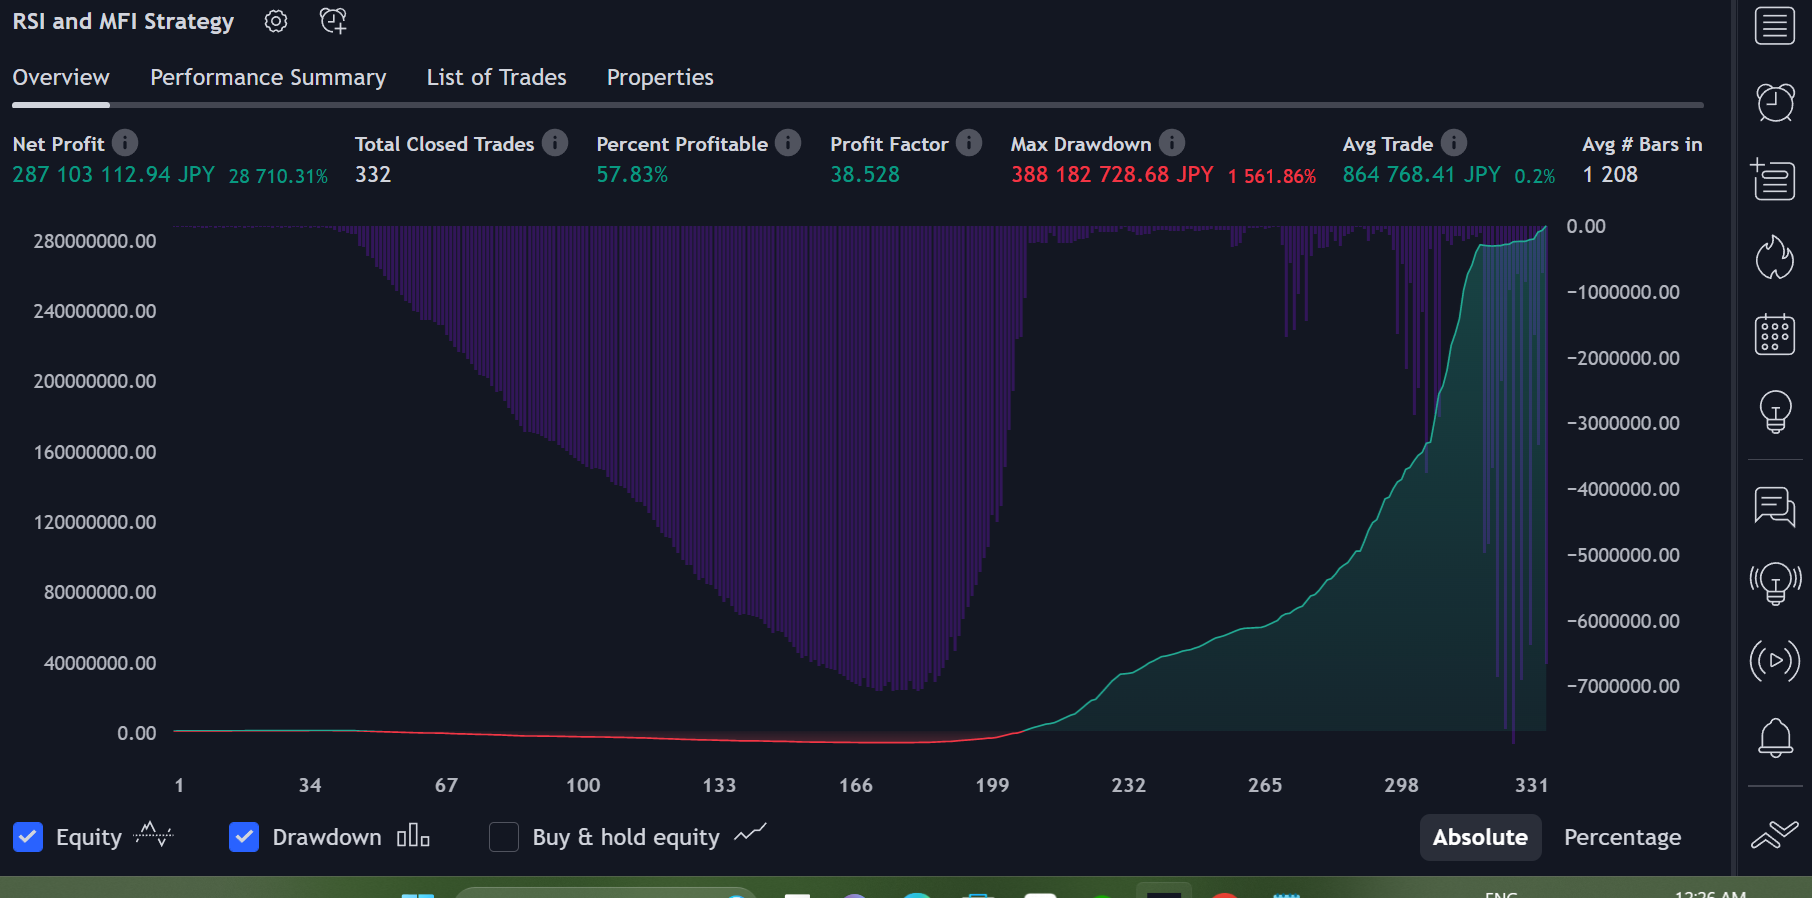 RSI and MFI Strategy
Overview Performance Summary List of Trades Properties
Net Profit Total Closed Trades Percent Profitable Profit Factor Max Drawdown Avg Trade Avg # Bars in
287 103 112.94 JPY 28 710.31% 332 57.83% 38.528 388 182 728.68 JPY 1 561.86% 864 768.41 JPY 0.2% 1 208
280000000.00 0.00
240000000.00 −1000000.00
200000000.00 −2000000.00
160000000.00 −3000000.00
120000000.00 −4000000.00
80000000.00 −5000000.00
40000000.00 −6000000.00
0.00 −7000000.00
1 34 67 100 133 166 199 232 265 298 331
Equity Drawdown Buy & hold equity Absolute Percentage
ENG 12:26 AM